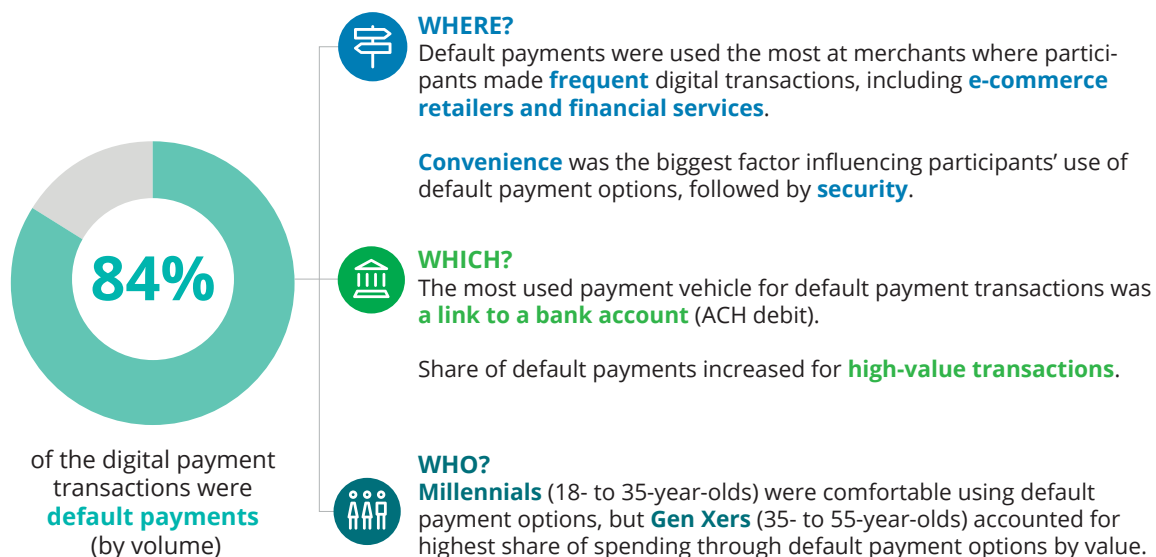 84%
of the digital payment
transactions were
default payments
(by volume)
WHERE?
Default payments were used the most at merchants where partici-
pants made frequent digital transactions, including e-commerce
retailers and financial services.
Convenience was the biggest factor influencing participants’ use of
default payment options, followed by security.
WHICH?
The most used payment vehicle for default payment transactions was
a link to a bank account (ACH debit).
Share of default payments increased for high-value transactions.
WHO?
Millennials (18- to 35-year-olds) were comfortable using default
payment options, but Gen Xers (35- to 55-year-olds) accounted for
highest share of spending through default payment options by value.